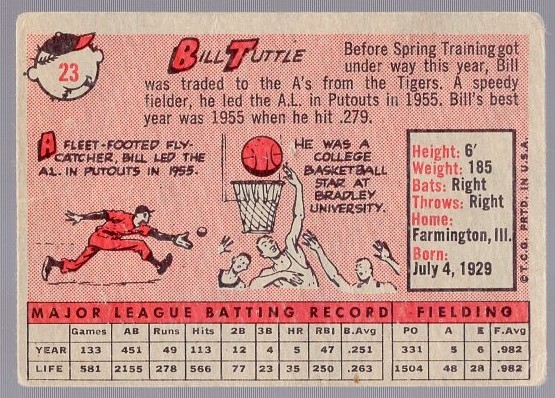 23
BILL TUTTLE
Before Spring Training got
under way this year, Bill
was traded to the A's from the Tigers. A speedy
fielder, he led the A.L. in Putouts in 1955. Bill's best
year was 1955 when he hit .279.
A FLEET-FOOTED FLY-
CATCHER, BILL LED THE
A.L. IN PUTOUTS IN 1955.
HE WAS A
COLLEGE
BASKETBALL
STAR AT
BRADLEY
UNIVERSITY.
Height: 6'
Weight: 185
Bats: Right
Throws: Right
Home:
Farmington, Ill.
Born:
July 4, 1929
© T.C.G. PRTD. IN U.S.A.
MAJOR LEAGUE BATTING RECORD - FIELDING
Games AB Runs Hits 2B 3B HR RBI B.Avg PO A E F.Avg
YEAR 133 451 49 113 12 4 5 47 .251 331 5 6 .982
LIFE 581 2155 278 566 77 23 35 250 .263 1504 48 28 .982